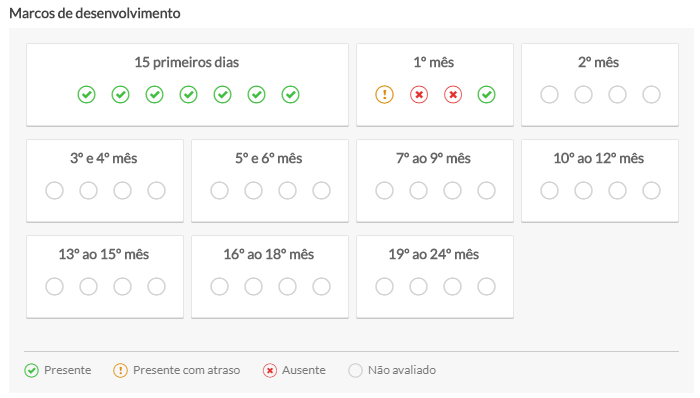 Marcos de desenvolvimento
15 primeiros dias
1º mês
2º mês
3º e 4º mês
5º e 6º mês
7º ao 9º mês
10º ao 12º mês
13º ao 15º mês
16º ao 18º mês
19º ao 24º mês
Presente
Presente com atraso
Ausente
Não avaliado